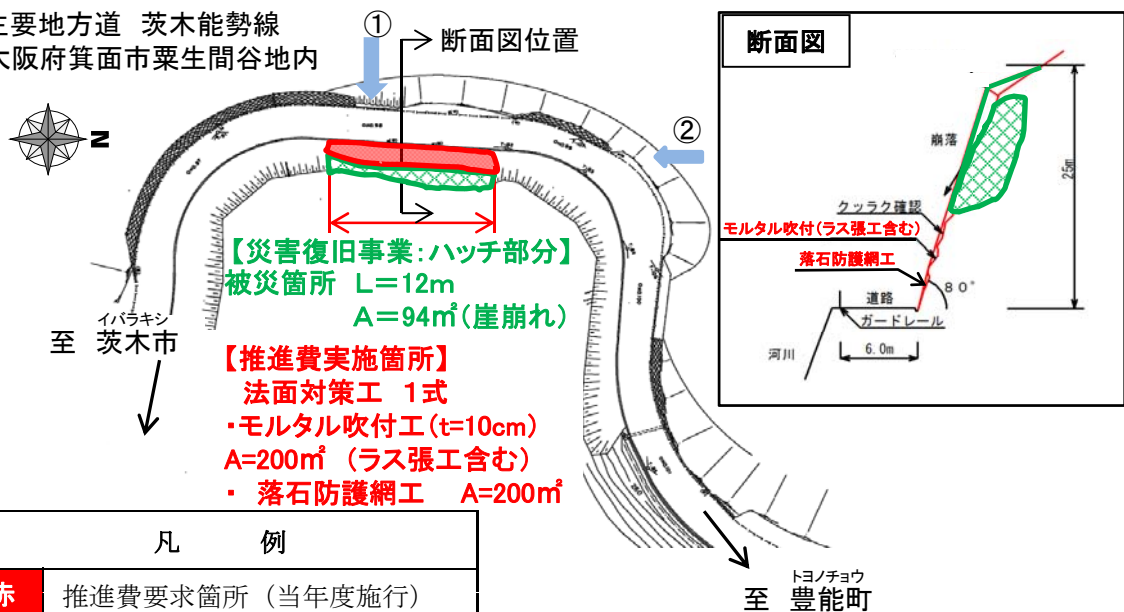 主要地方道 茨木能勢線
大阪府箕面市粟生間谷地内
①
断面図位置
②
N
【災害復旧事業:ハッチ部分】
被災箇所 L=12m
A=94㎡(崖崩れ)
【推進費実施箇所】
法面対策工 1式
・モルタル吹付工(t=10cm)
A=200㎡ (ラス張工含む)
・ 落石防護網工 A=200㎡
イバラキシ
至 茨木市
トヨノチョウ
至 豊能町
断面図
崩落
25m
クッラク確認
モルタル吹付(ラス張工含む)
落石防護網工
80°
道路
ガードレール
河川
6.0m
凡 例
赤 推進費要求箇所(当年度施行)